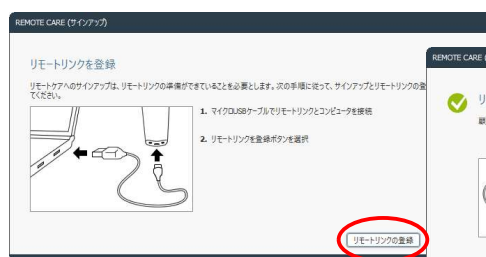 REMOTE CARE (サインアップ)
リモートリンクを登録
リモートケアへのサインアップは、リモートリンクの準備ができていることを必要とします。次の手順に従って、サインアップとリモートリンクの登
てください。
1. マイクロUSBケーブルでリモートリンクとコンピュータを接続
2. リモートリンクを登録ボタンを選択
リモートリンクの登録
REMOTE CARE (
リ